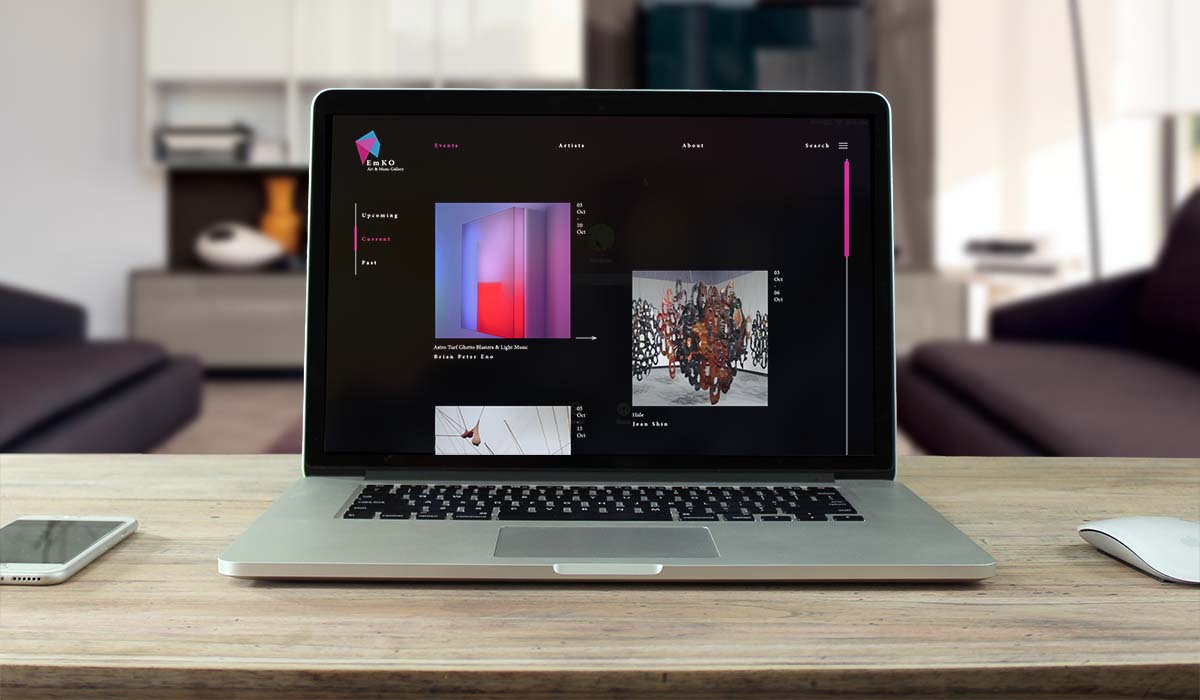 EmKO
Art & Music Gallery
Events
Artists
About
Search
Upcoming
Current
Past
03
Oct
-
10
Oct
Astro Turf Ghetto Blasters & Light Music
Brian Peter Eno
03
Oct
-
06
Oct
Hide
Jean Shin
05
Oct
-
15
Oct